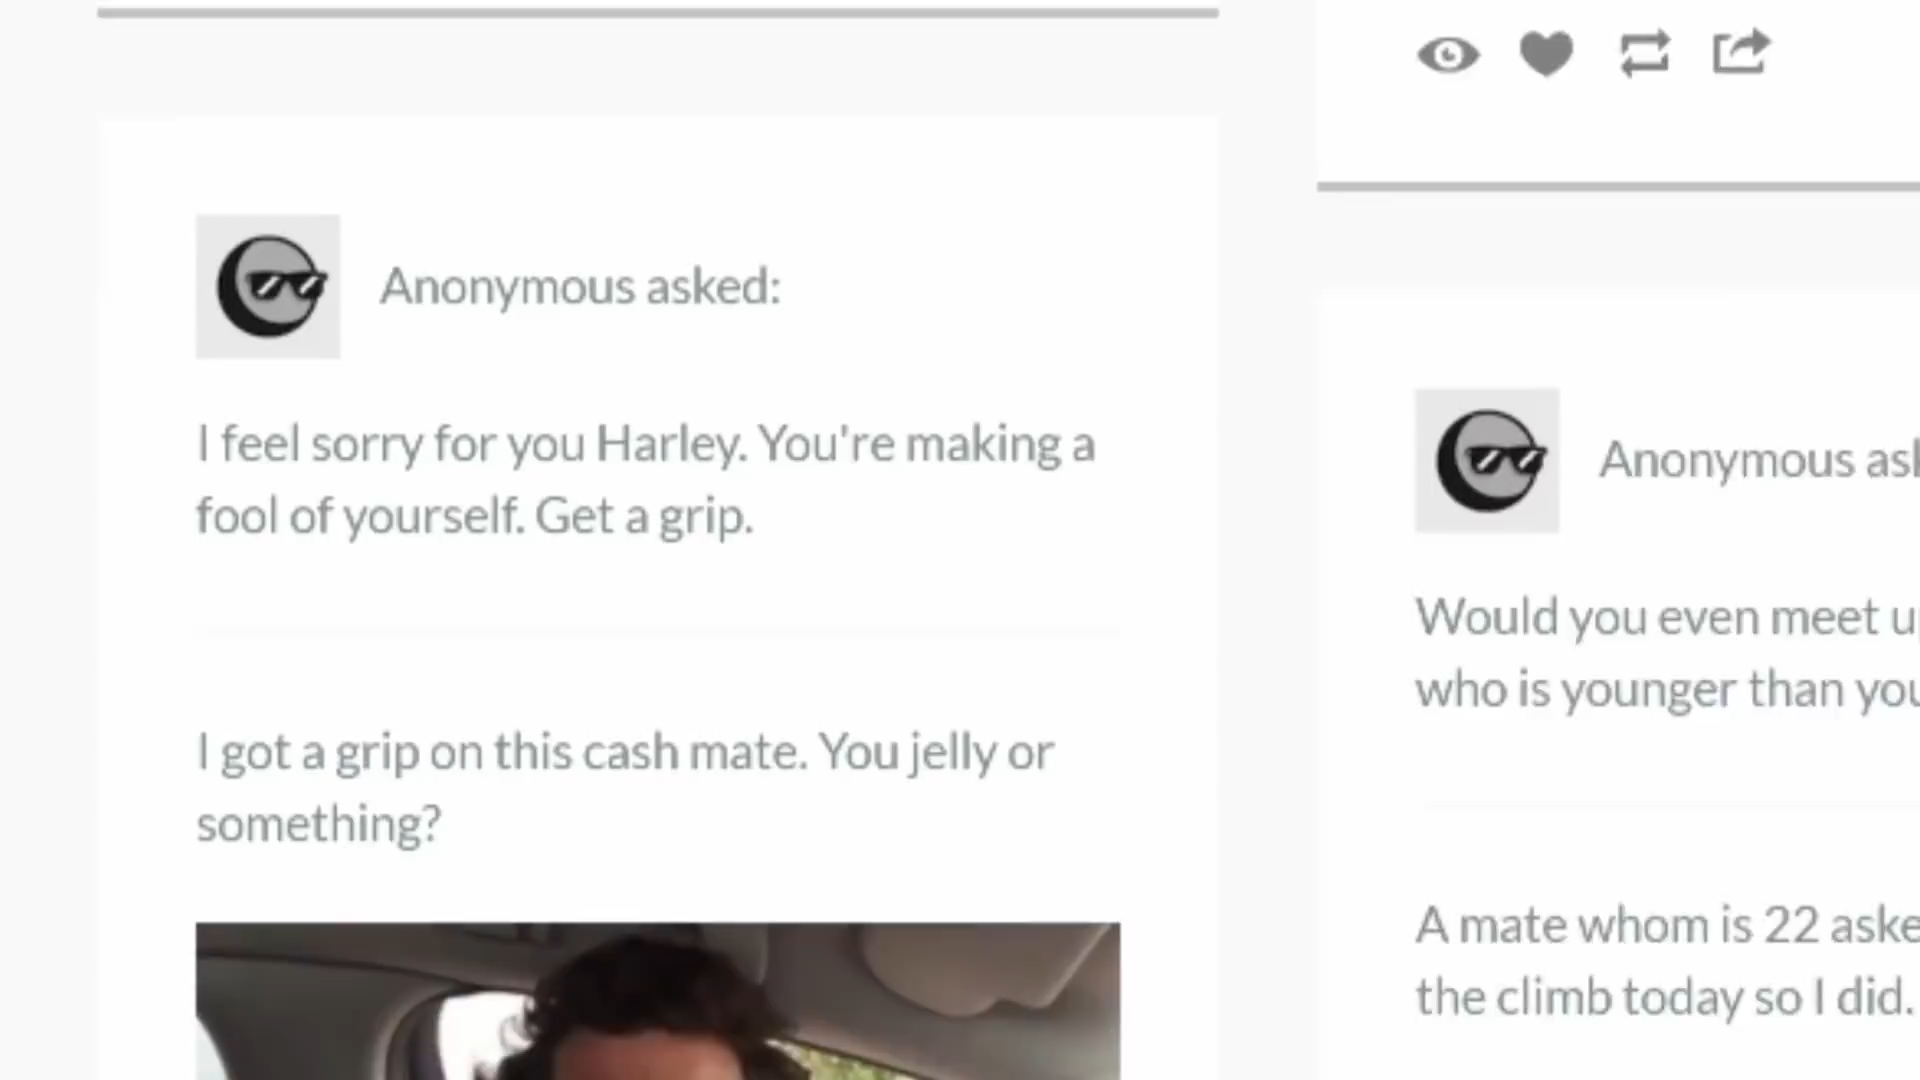 Anonymous asked:
I feel sorry for you Harley. You're making a
fool of yourself. Get a grip.
I got a grip on this cash mate. You jelly or
something?
Anonymous
Would you even meet
who is younger than
A mate whom is 22
the climb today so I did.